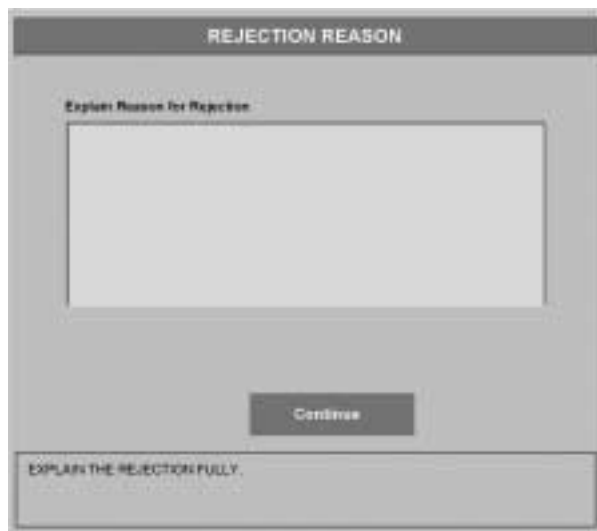 REJECTION REASON
Explain Reason for Rejection
Continue
EXPLAIN THE REJECTION FULLY.